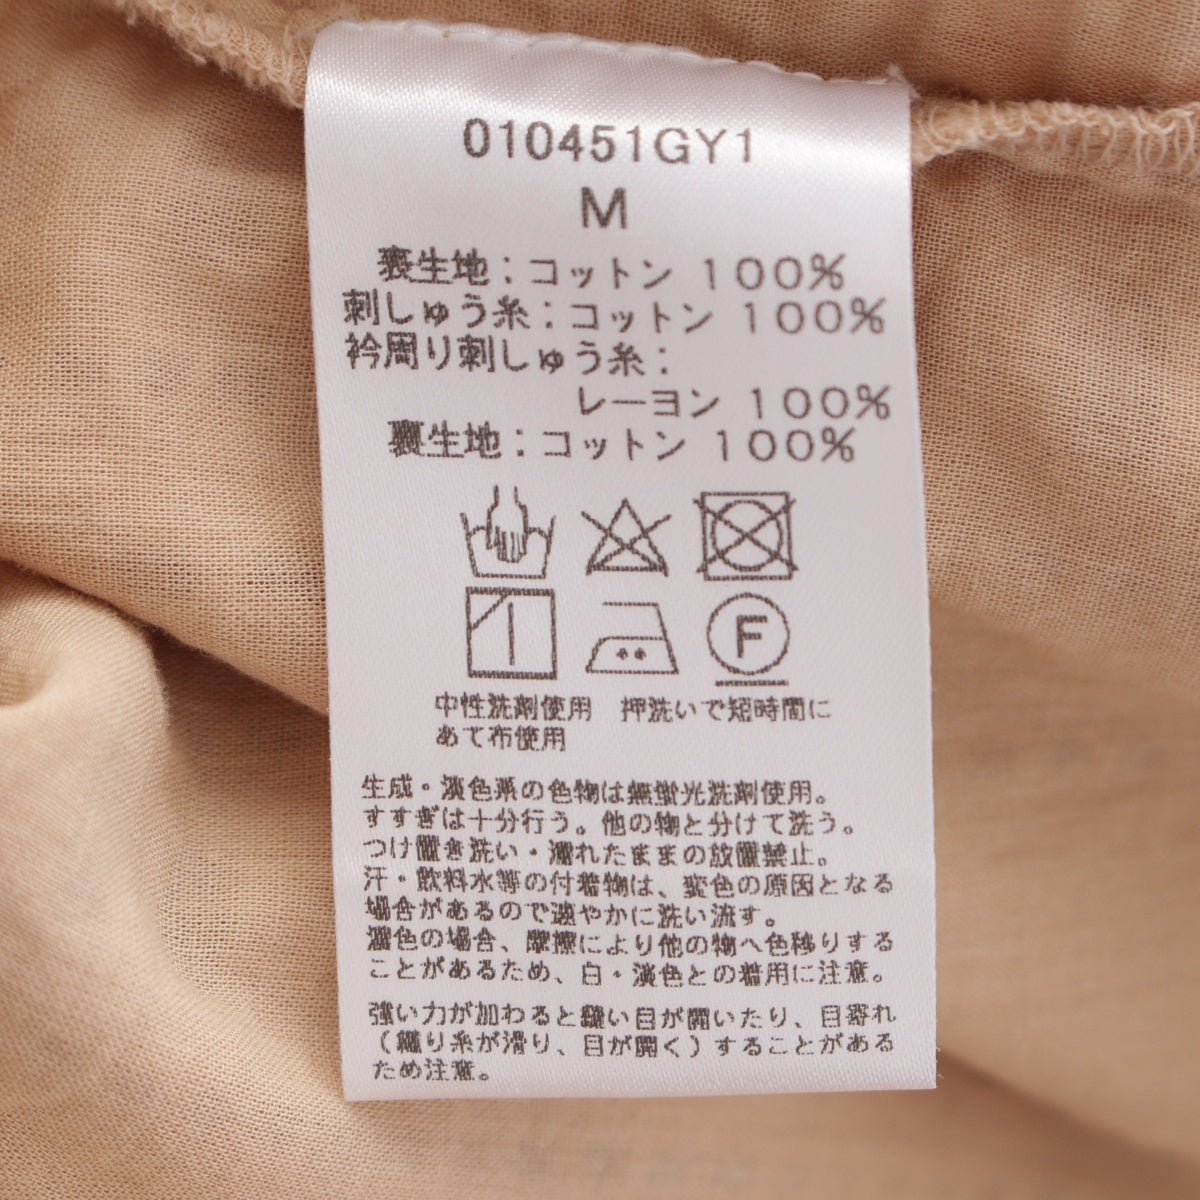 010451GY1
M
表生地：コットン 100%
刺しゅう糸：コットン 100%
衿周り刺しゅう糸：
レーヨン 100%
裏生地：コットン 100%
F
中性洗剤使用　押洗いで短時間に
あて布使用
生成・淡色系の色物は無蛍光洗剤使用。
すすぎは十分行う。他の物と分けて洗う。
つけ置き洗い・濡れたままの放置禁止。
汗・飲料水等の付着物は、変色の原因となる
場合があるので速やかに洗い流す。
濃色の場合、摩擦により他の物へ色移りする
ことがあるため、白・淡色との着用に注意。
強い力が加わると縫い目が開いたり、目寄れ
（織り糸が滑り、目が開く）することがある
ため注意。